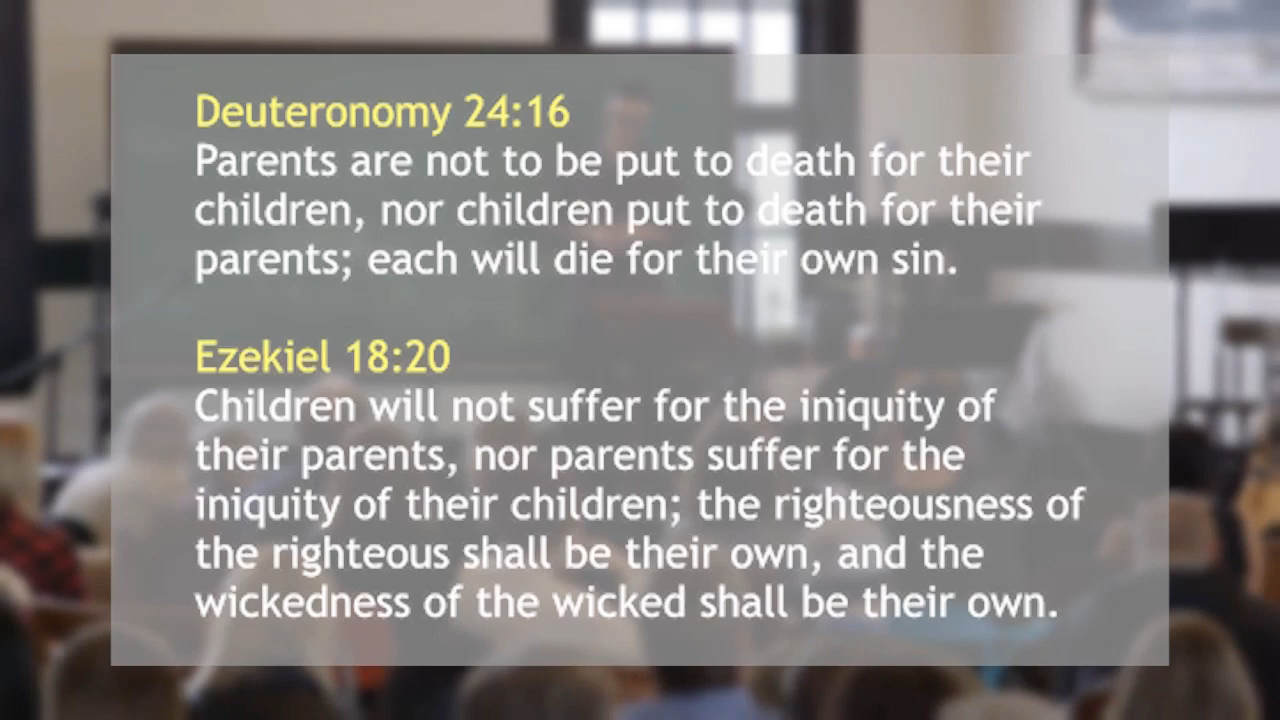 Deuteronomy 24:16
Parents are not to be put to death for their
children, nor children put to death for their
parents; each will die for their own sin.
Ezekiel 18:20
Children will not suffer for the iniquity of
their parents, nor parents suffer for the
iniquity of their children; the righteousness of
the righteous shall be their own, and the
wickedness of the wicked shall be their own.